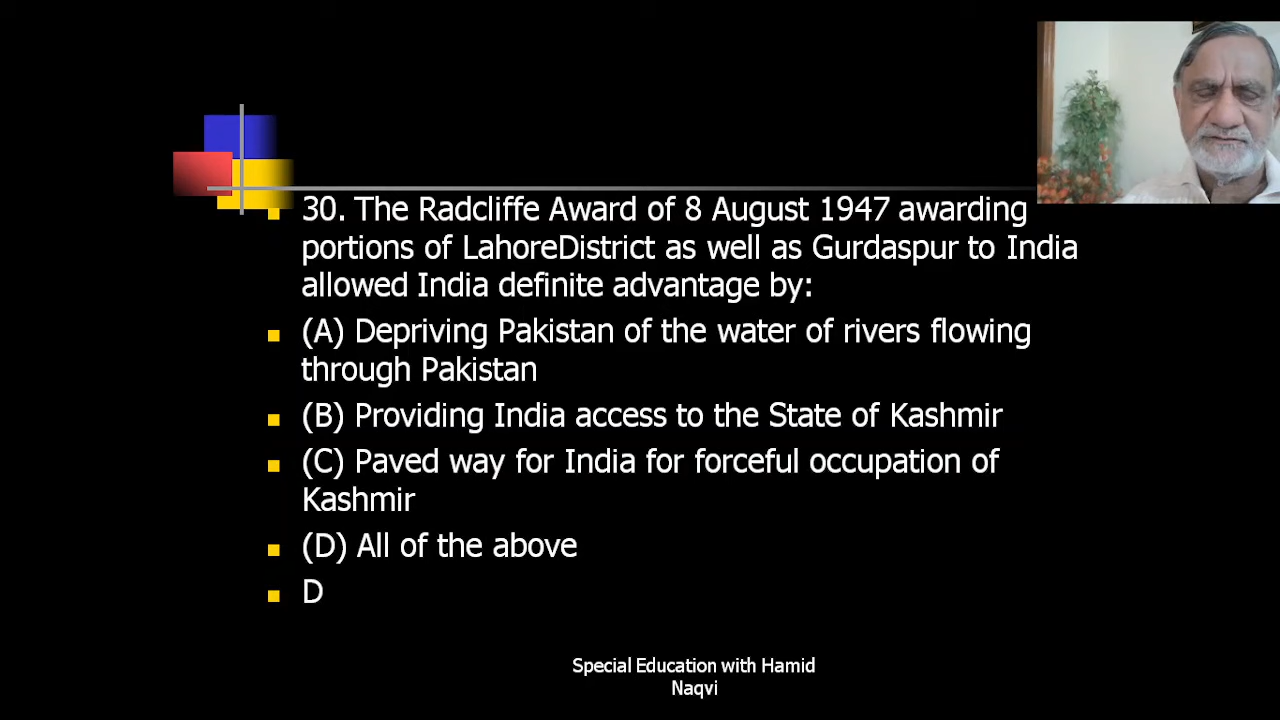 30. The Radcliffe Award of 8 August 1947 awarding
portions of LahoreDistrict as well as Gurdaspur to India
allowed India definite advantage by:
(A) Depriving Pakistan of the water of rivers flowing
through Pakistan
(B) Providing India access to the State of Kashmir
(C) Paved way for India for forceful occupation of
Kashmir
(D) All of the above
D
Special Education with Hamid
Naqvi